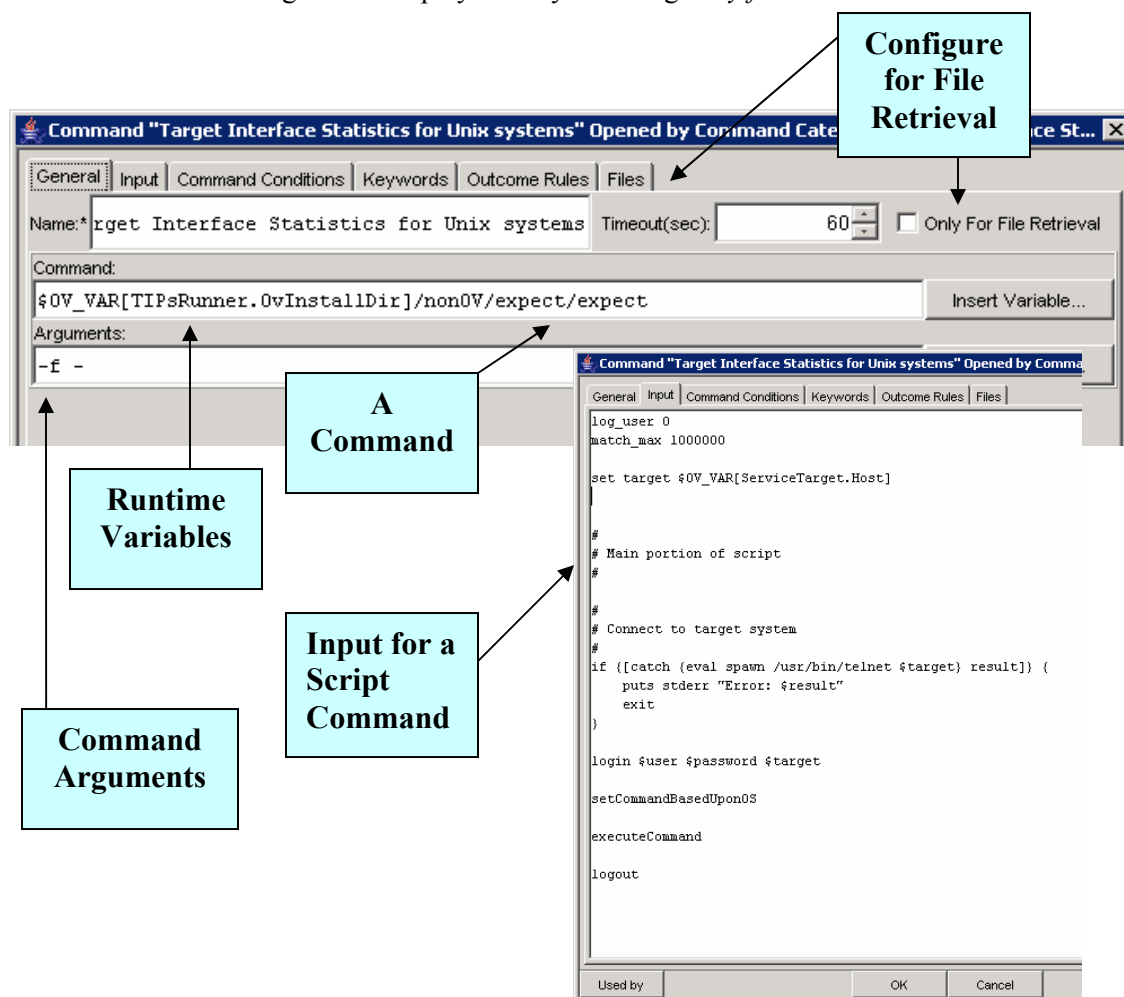 Configure
for File
Retrieval
Command "Target Interface Statistics for Unix systems" Opened by Command Cate ce St...
General Input Command Conditions Keywords Outcome Rules Files
Name:* rget Interface Statistics for Unix systems Timeout(sec): 60 Only For File Retrieval
Command:
$OV_VAR[TIPsRunner.OvInstallDir]/nonOV/expect/expect Insert Variable...
Arguments:
-f -
A
Command
Runtime
Variables
Command
Arguments
Input for a
Script
Command
Command "Target Interface Statistics for Unix systems" Opened by Comma
General Input Command Conditions Keywords Outcome Rules Files
log_user 0
match_max 1000000
set target $OV_VAR[ServiceTarget.Host]
#
# Main portion of script
#
#
# Connect to target system
#
if {[catch {eval spawn /usr/bin/telnet $target} result]} {
    puts stderr "Error: $result"
    exit
}
login $user $password $target
setCommandBasedUponOS
executeCommand
logout
Used by OK Cancel